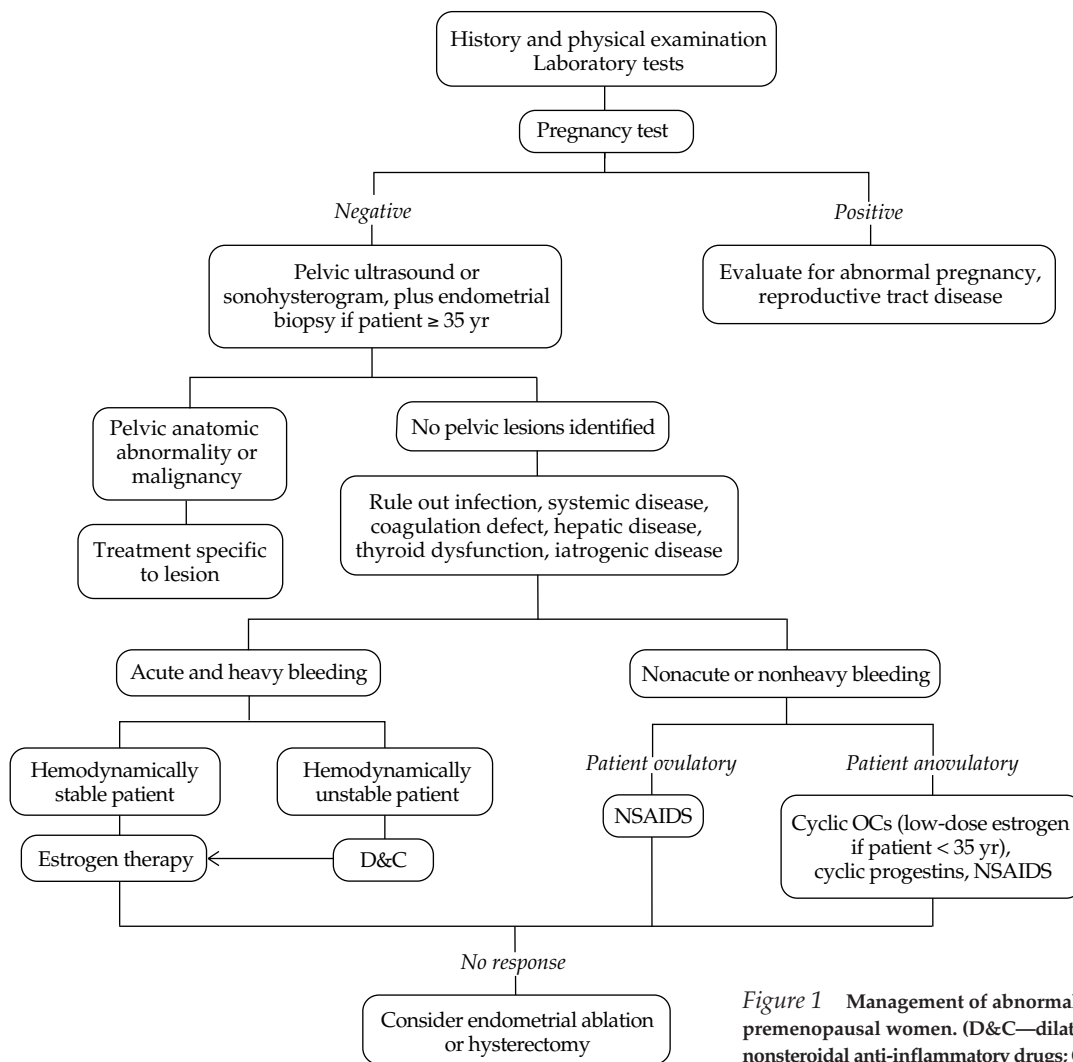 History and physical examination
Laboratory tests
Pregnancy test
Negative
Positive
Pelvic ultrasound or
sonohysterogram, plus endometrial
biopsy if patient ≥ 35 yr
Evaluate for abnormal pregnancy,
reproductive tract disease
Pelvic anatomic
abnormality or
malignancy
No pelvic lesions identified
Treatment specific
to lesion
Rule out infection, systemic disease,
coagulation defect, hepatic disease,
thyroid dysfunction, iatrogenic disease
Acute and heavy bleeding
Nonacute or nonheavy bleeding
Hemodynamically
stable patient
Hemodynamically
unstable patient
Patient ovulatory
Patient anovulatory
Estrogen therapy
D&C
NSAIDS
Cyclic OCs (low-dose estrogen
if patient < 35 yr),
cyclic progestins, NSAIDS
No response
Consider endometrial ablation
or hysterectomy
Figure 1 Management of abnormal
premenopausal women. (D&C—dilat
nonsteroidal anti-inflammatory drugs;